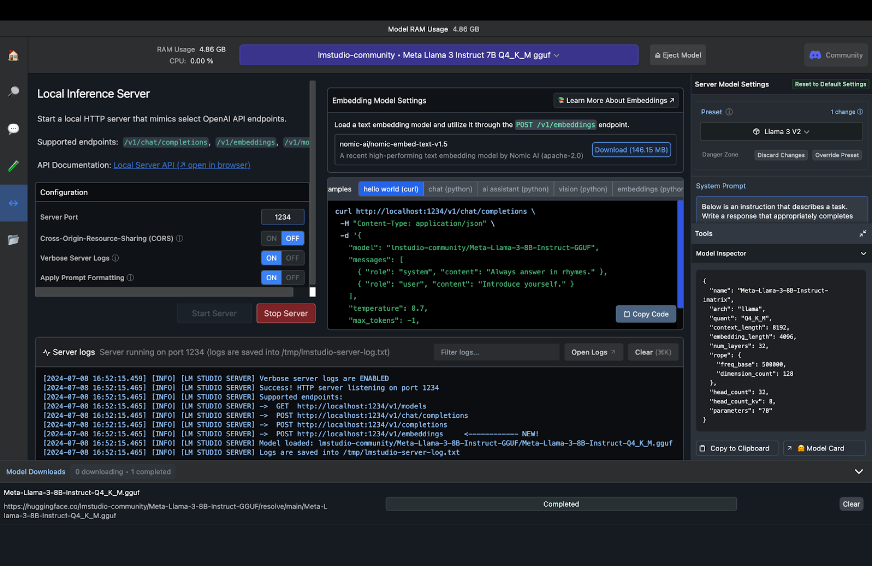 Model RAM Usage 4.86 GB
RAM Usage 4.86 GB
CPU: 0.00 %
lmstudio-community • Meta Llama 3 Instruct 7B Q4_K_M gguf
Eject Model
Community
Local Inference Server
Start a local HTTP server that mimics select OpenAI API endpoints.
Supported endpoints: /v1/chat/completions, /v1/embeddings, /v1/mo
API Documentation: Local Server API (↗ open in browser)
Configuration
Server Port 1234
Cross-Origin-Resource-Sharing (CORS) ON OFF
Verbose Server Logs ON OFF
Apply Prompt Formatting ON OFF
Start Server
Stop Server
Embedding Model Settings
Learn More About Embeddings ↗
Load a text embedding model and utilize it through the POST /v1/embeddings endpoint.
nomic-ai/nomic-embed-text-v1.5
A recent high-performing text embedding model by Nomic AI (apache-2.0)
Download (146.15 MB)
amples hello world (curl) chat (python) ai assistant (python) vision (python) embeddings (python
curl http://localhost:1234/v1/chat/completions \
-H "Content-Type: application/json" \
-d '{
"model": "lmstudio-community/Meta-Llama-3-8B-Instruct-GGUF",
"messages": [
{ "role": "system", "content": "Always answer in rhymes." },
{ "role": "user", "content": "Introduce yourself." }
],
"temperature": 0.7,
"max_tokens": -1,
Copy Code
Server logs Server running on port 1234 (logs are saved into /tmp/lmstudio-server-log.txt)
Filter logs...
Open Logs ↗
Clear (⌘K)
[2024-07-08 16:52:15.459] [INFO] [LM STUDIO SERVER] Verbose server logs are ENABLED
[2024-07-08 16:52:15.465] [INFO] [LM STUDIO SERVER] Success! HTTP server listening on port 1234
[2024-07-08 16:52:15.465] [INFO] [LM STUDIO SERVER] Supported endpoints:
[2024-07-08 16:52:15.465] [INFO] [LM STUDIO SERVER] -> GET http://localhost:1234/v1/models
[2024-07-08 16:52:15.465] [INFO] [LM STUDIO SERVER] -> POST http://localhost:1234/v1/chat/completions
[2024-07-08 16:52:15.465] [INFO] [LM STUDIO SERVER] -> POST http://localhost:1234/v1/completions
[2024-07-08 16:52:15.465] [INFO] [LM STUDIO SERVER] -> POST http://localhost:1234/v1/embeddings <------------ NEW!
[2024-07-08 16:52:15.465] [INFO] [LM STUDIO SERVER] Model loaded: lmstudio-community/Meta-Llama-3-8B-Instruct-GGUF/Meta-Llama-3-8B-Instruct-Q4_K_M.gguf
[2024-07-08 16:52:15.465] [INFO] [LM STUDIO SERVER] Logs are saved into /tmp/lmstudio-server-log.txt
Server Model Settings
Reset to Default Settings
Preset
1 change
Llama 3 V2
Danger Zone
Discard Changes
Override Preset
System Prompt
Below is an instruction that describes a task.
Write a response that appropriately completes
Tools
Model Inspector
{
"name": "Meta-Llama-3-8B-Instruct-
imatrix",
"arch": "llama",
"quant": "Q4_K_M",
"context_length": 8192,
"embedding_length": 4096,
"num_layers": 32,
"rope": {
"freq_base": 500000,
"dimension_count": 128
},
"head_count": 32,
"head_count_kv": 8,
"parameters": "7B"
}
Copy to Clipboard
↗ Model Card
Model Downloads 0 downloading • 1 completed
Meta-Llama-3-8B-Instruct-Q4_K_M.gguf
https://huggingface.co/lmstudio-community/Meta-Llama-3-8B-Instruct-GGUF/resolve/main/Meta-L
lama-3-8B-Instruct-Q4_K_M.gguf
Completed
Clear